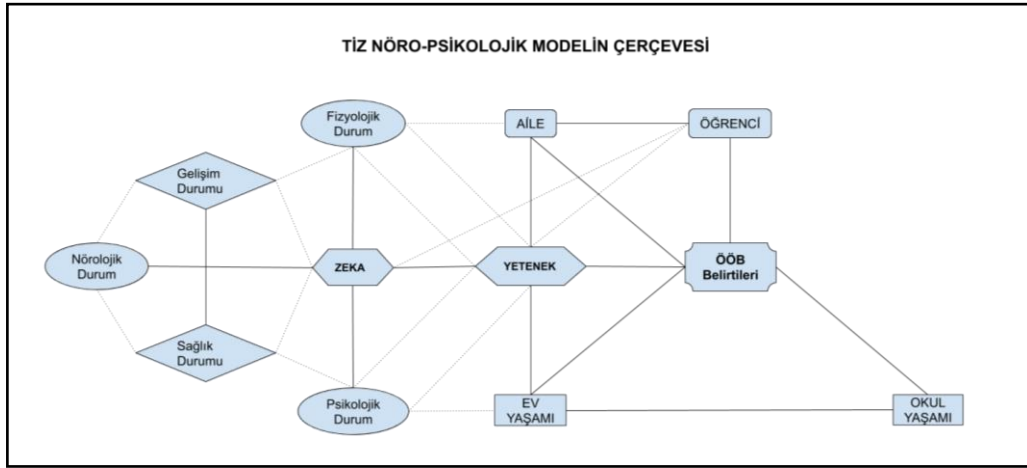 TİZ NÖRO-PSİKOLOJİK MODELİN ÇERÇEVESİ
Fizyolojik
Durum
AİLE
ÖĞRENCİ
Gelişim
Durumu
Nörolojik
Durum
ZEKA
YETENEK
ÖÖB
Belirtileri
Sağlık
Durumu
Psikolojik
Durum
EV
YAŞAMI
OKUL
YAŞAMI